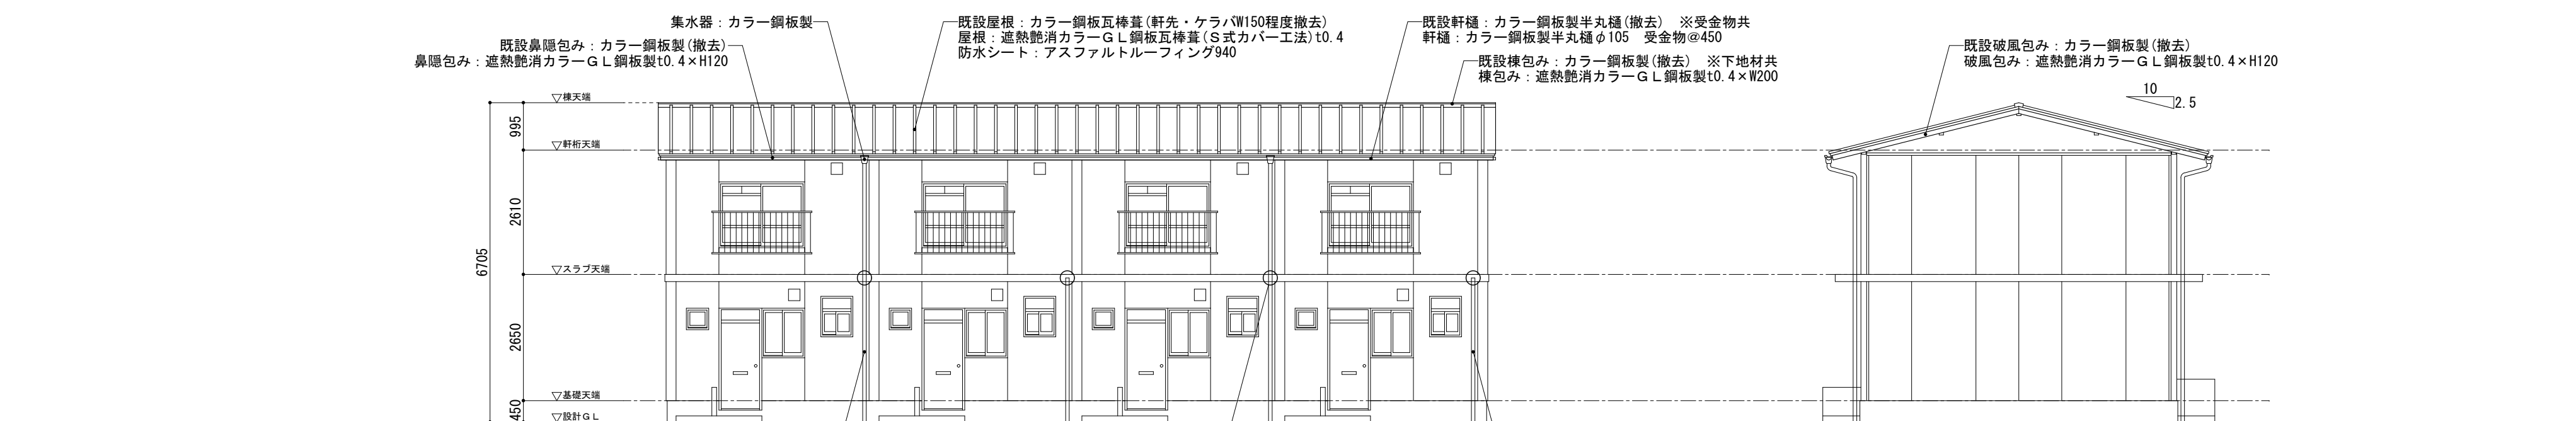 集水器：カラー鋼板製
既設鼻隠包み：カラー鋼板製(撤去)
鼻隠包み：遮熱艶消カラーＧＬ鋼板製t0.4×H120
既設屋根：カラー鋼板瓦棒葺(軒先・ケラバW150程度撤去)
屋根：遮熱艶消カラーＧＬ鋼板瓦棒葺(Ｓ式カバー工法)t0.4
防水シート：アスファルトルーフィング940
既設軒樋：カラー鋼板製半丸樋(撤去)　※受金物共
軒樋：カラー鋼板製半丸樋φ105　受金物@450
既設棟包み：カラー鋼板製(撤去)　※下地材共
棟包み：遮熱艶消カラーＧＬ鋼板製t0.4×W200
既設破風包み：カラー鋼板製(撤去)
破風包み：遮熱艶消カラーＧＬ鋼板製t0.4×H120
10
2.5
▽棟天端
995
▽軒桁天端
2610
6705
▽スラブ天端
2650
▽基礎天端
450
▽設計ＧＬ